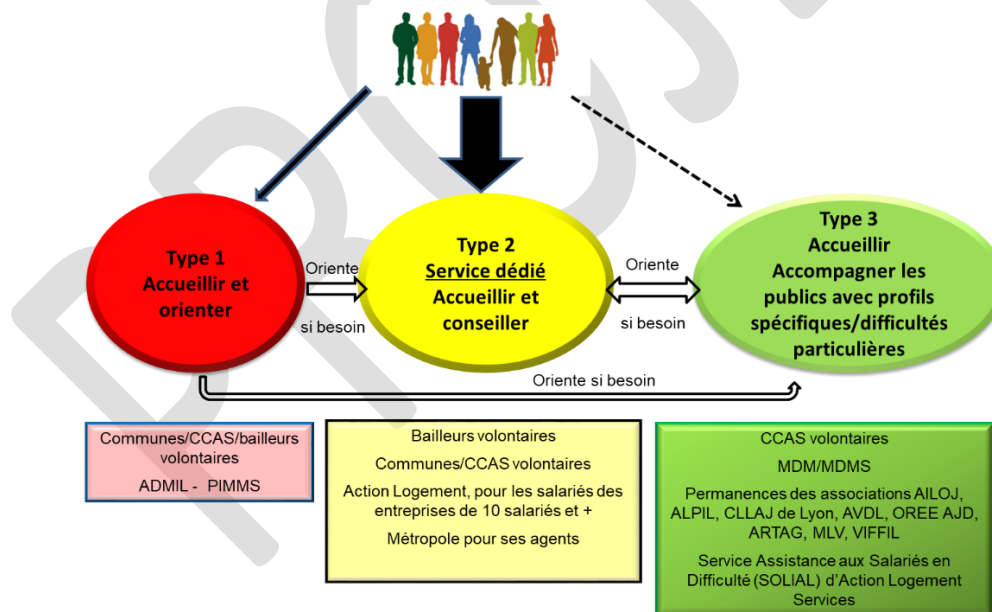 Type 1
Accueillir et
orienter
Oriente
si besoin
Type 2
Service dédié
Accueillir et
conseiller
Oriente
si besoin
Type 3
Accueillir
Accompagner les
publics avec profils
spécifiques/difficultés
particulières
Oriente si besoin
Communes/CCAS/bailleurs
volontaires
ADMIL - PIMMS
Bailleurs volontaires
Communes/CCAS volontaires
Action Logement, pour les salariés des
entreprises de 10 salariés et +
Métropole pour ses agents
CCAS volontaires
MDM/MDMS
Permanences des associations AILOJ,
ALPIL, CLLAJ de Lyon, AVDL, OREE AJD,
ARTAG, MLV, VIFFIL
Service Assistance aux Salariés en
Difficulté (SOLIAL) d'Action Logement
Services